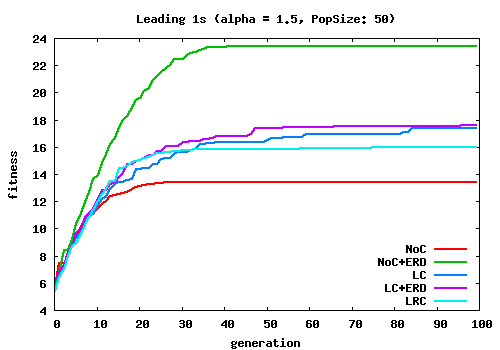 Leading 1s (alpha = 1.5, PopSize: 50)
24
22
20
18
16
14
12
10
8
6
4
fitness
NoC
NoC+ERD
LC
LC+ERD
LRC
0 10 20 30 40 50 60 70 80 90 100
generation